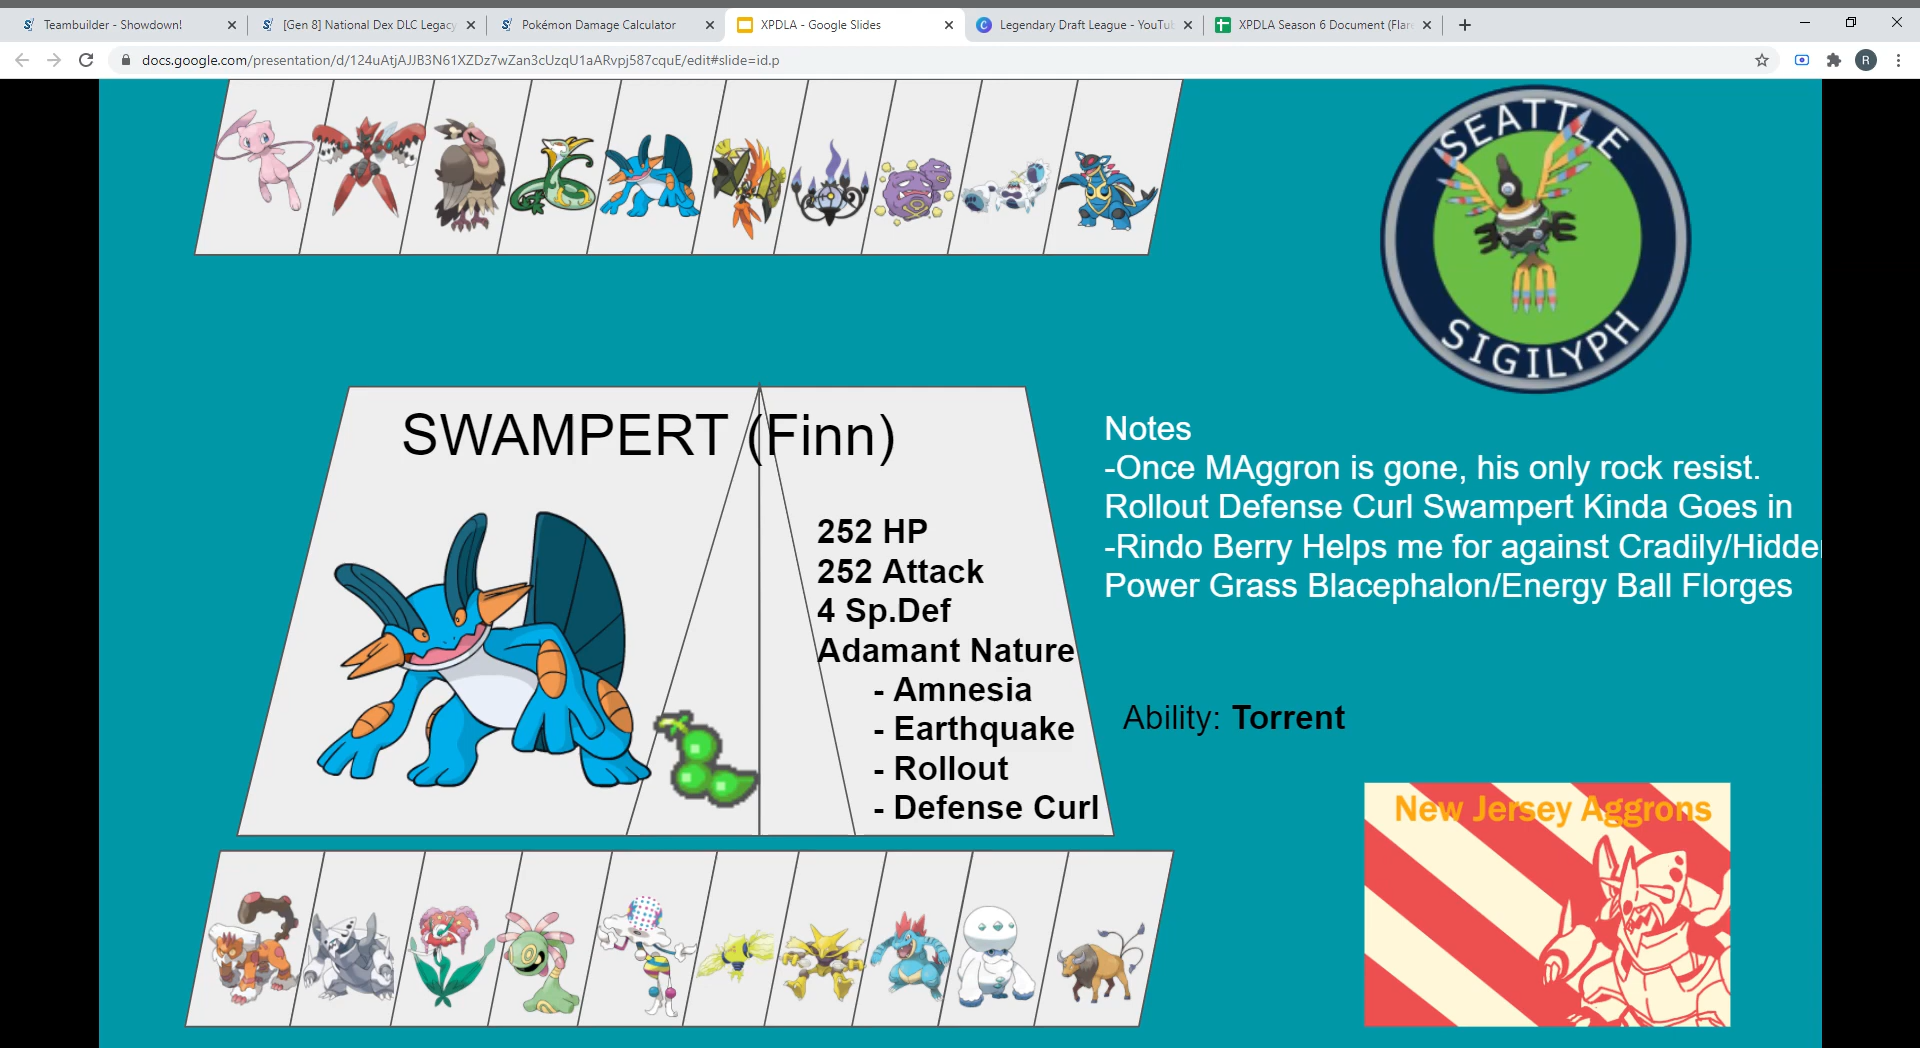 Teambuilder - Showdown!
[Gen 8] National Dex DLC Legacy
Pokémon Damage Calculator
XPDLA - Google Slides
Legendary Draft League - YouTu
XPDLA Season 6 Document (Flar
docs.google.com/presentation/d/124uAtjAJJB3N61XZDz7wZan3cUzqU1aARvpj587cquE/edit#slide=id.p
R
SEATTLE
SIGILYPH
SWAMPERT (Finn)
252 HP
252 Attack
4 Sp.Def
Adamant Nature
- Amnesia
- Earthquake
- Rollout
- Defense Curl
Notes
-Once MAggron is gone, his only rock resist.
Rollout Defense Curl Swampert Kinda Goes in
-Rindo Berry Helps me for against Cradily/Hidde
Power Grass Blacephalon/Energy Ball Florges
Ability: Torrent
New Jersey Aggrons